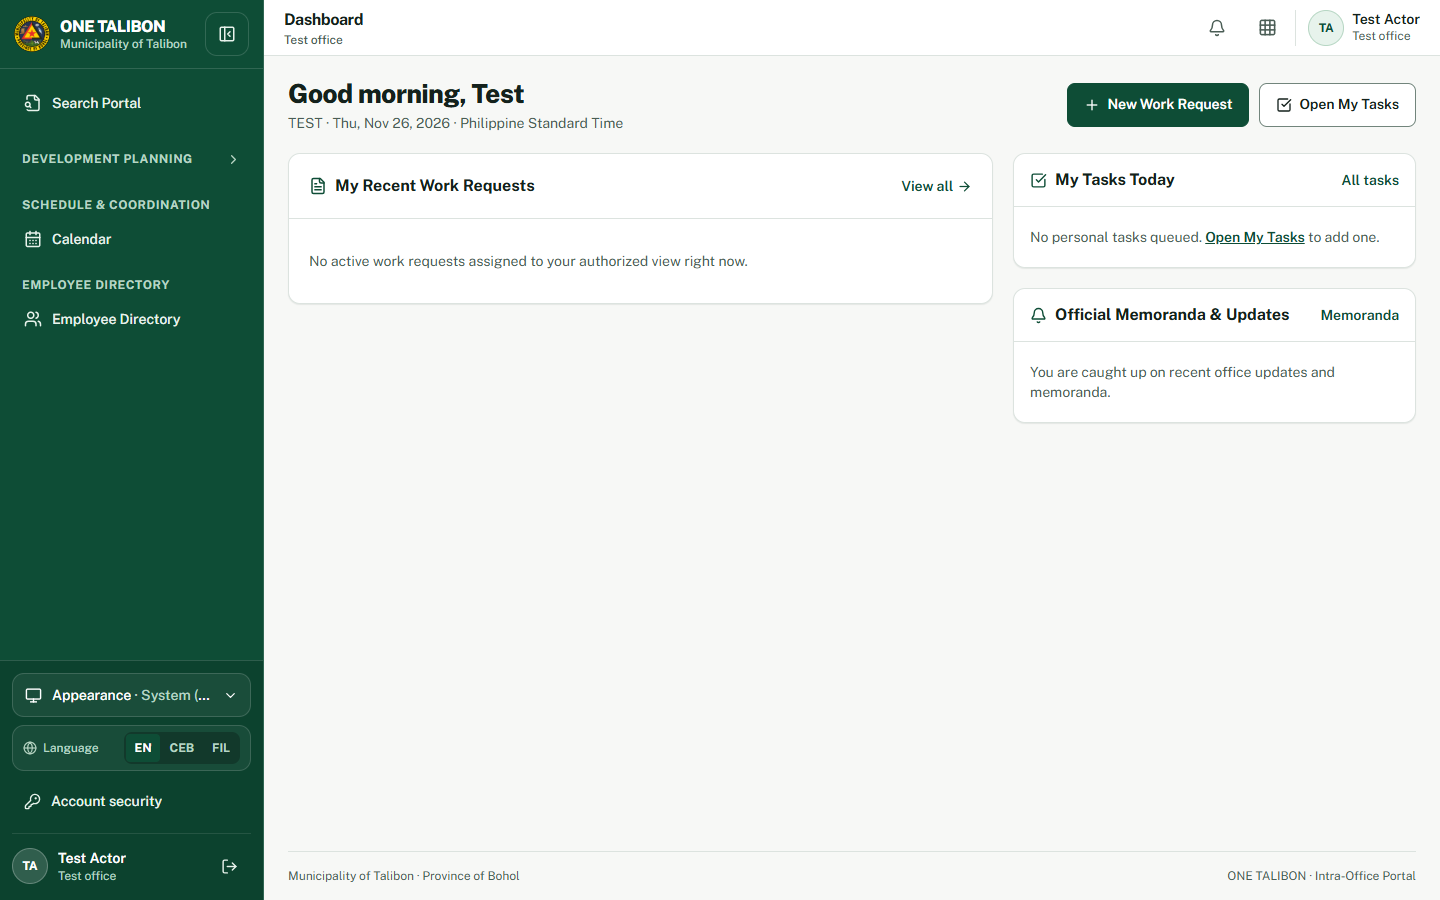 ONE TALIBON
Municipality of Talibon
Search Portal
DEVELOPMENT PLANNING
SCHEDULE & COORDINATION
Calendar
EMPLOYEE DIRECTORY
Employee Directory
Appearance · System (...
Language
EN CEB FIL
Account security
TA
Test Actor
Test office
Dashboard
Test office
TA
Test Actor
Test office
Good morning, Test
TEST · Thu, Nov 26, 2026 · Philippine Standard Time
New Work Request
Open My Tasks
My Recent Work Requests
View all
No active work requests assigned to your authorized view right now.
My Tasks Today
All tasks
No personal tasks queued. Open My Tasks to add one.
Official Memoranda & Updates
Memoranda
You are caught up on recent office updates and
memoranda.
Municipality of Talibon · Province of Bohol
ONE TALIBON · Intra-Office Portal